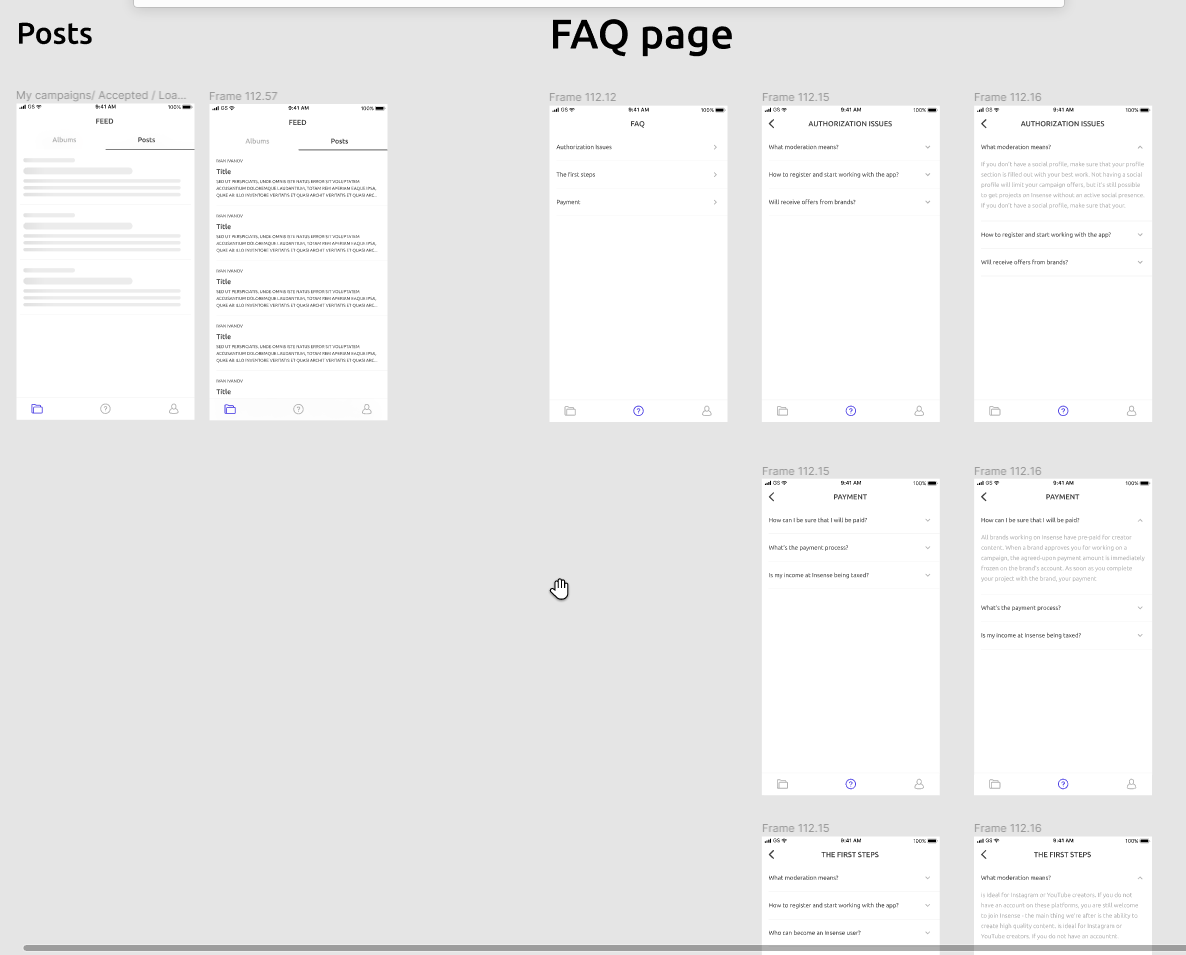 Posts
FAQ page
My campaigns/ Accepted / Loa...
GS
9:41 AM
100%
FEED
Albums
Posts
Frame 112.57
GS
9:41 AM
100%
FEED
Albums
Posts
IVAN IVANOV
Title
SED UT PERSPICIATIS, UNDE OMNIS ISTE NATUS ERROR SIT VOLUPTATEM
ACCUSANTIUM DOLOREMQUE LAUDANTIUM, TOTAM REM APERIAM EAQUE IPSA,
QUAE AB ILLO INVENTORE VERITATIS ET QUASI ARCHIT VERITATIS ET QUASI ARC...
IVAN IVANOV
Title
SED UT PERSPICIATIS, UNDE OMNIS ISTE NATUS ERROR SIT VOLUPTATEM
ACCUSANTIUM DOLOREMQUE LAUDANTIUM, TOTAM REM APERIAM EAQUE IPSA,
QUAE AB ILLO INVENTORE VERITATIS ET QUASI ARCHIT VERITATIS ET QUASI ARC...
IVAN IVANOV
Title
SED UT PERSPICIATIS, UNDE OMNIS ISTE NATUS ERROR SIT VOLUPTATEM
ACCUSANTIUM DOLOREMQUE LAUDANTIUM, TOTAM REM APERIAM EAQUE IPSA,
QUAE AB ILLO INVENTORE VERITATIS ET QUASI ARCHIT VERITATIS ET QUASI ARC...
IVAN IVANOV
Title
SED UT PERSPICIATIS, UNDE OMNIS ISTE NATUS ERROR SIT VOLUPTATEM
ACCUSANTIUM DOLOREMQUE LAUDANTIUM, TOTAM REM APERIAM EAQUE IPSA,
QUAE AB ILLO INVENTORE VERITATIS ET QUASI ARCHIT VERITATIS ET QUASI ARC...
IVAN IVANOV
Title
Frame 112.12
GS
9:41 AM
100%
FAQ
Authorization Issues
The first steps
Payment
Frame 112.15
GS
9:41 AM
100%
AUTHORIZATION ISSUES
What moderation means?
How to register and start working with the app?
Will receive offers from brands?
Frame 112.16
GS
9:41 AM
100%
AUTHORIZATION ISSUES
What moderation means?
If you don't have a social profile, make sure that your profile
section is filled out with your best work. Not having a social
profile will limit your campaign offers, but it's still possible
to get projects on Insense without an active social presence
If you don't have a social profile, make sure that your.
How to register and start working with the app?
Will receive offers from brands?
Frame 112.15
GS
9:41 AM
100%
PAYMENT
How can I be sure that I will be paid?
What's the payment process?
Is my income at Insense being taxed?
Frame 112.16
GS
9:41 AM
100%
PAYMENT
How can I be sure that I will be paid?
All brands working on Insense have pre-paid for creator
content. When a brand approves you for working on a
campaign, the agreed-upon payment amount is immediately
frozen on the brand's account. As soon as you complete
your project with the brand, your payment
What's the payment process?
Is my income at Insense being taxed?
Frame 112.15
GS
9:41 AM
100%
THE FIRST STEPS
What moderation means?
How to register and start working with the app?
Who can become an Insense user?
Frame 112.16
GS
9:41 AM
100%
THE FIRST STEPS
What moderation means?
is ideal for Instagram or YouTube creators. If you do not
have an account on these platforms, you are still welcome
to join Insense - the main thing we're after is the ability to
create high quality content. is ideal for Instagram or
YouTube creators. If you do not have an accountnt